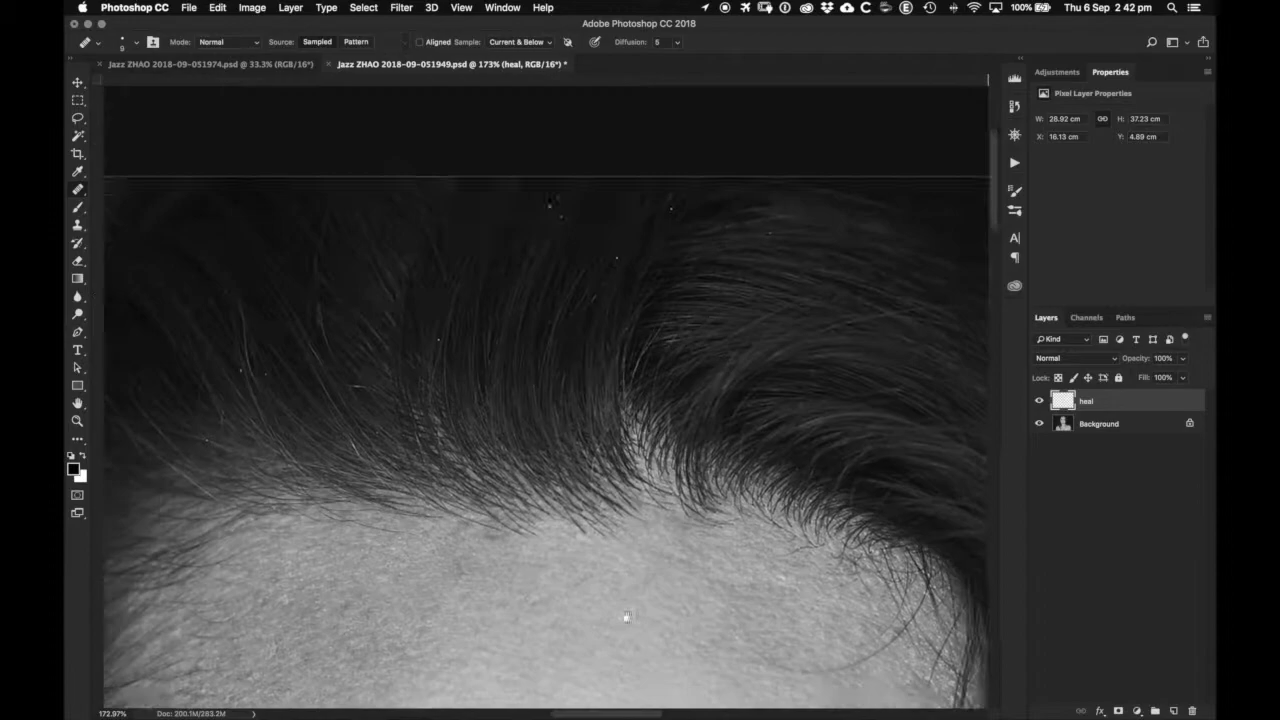 Photoshop CC File Edit Image Layer Type Select Filter 3D View Window Help 100% Thu 6 Sep 2:42 pm
Adobe Photoshop CC 2018
9 Mode: Normal Source: Sampled Pattern Aligned Sample: Current & Below Diffusion: 5
Jazz ZHAO 2018-09-051974.psd @ 33.3% (RGB/16*) Jazz ZHAO 2018-09-051949.psd @ 173% (heal, RGB/16*) *
Adjustments Properties
Pixel Layer Properties
W: 28.92 cm H: 37.23 cm
X: 16.13 cm Y: 4.89 cm
Layers Channels Paths
Kind
Normal Opacity: 100%
Lock: Fill: 100%
heal
Background
172.97% Doc: 200.1M/283.2M